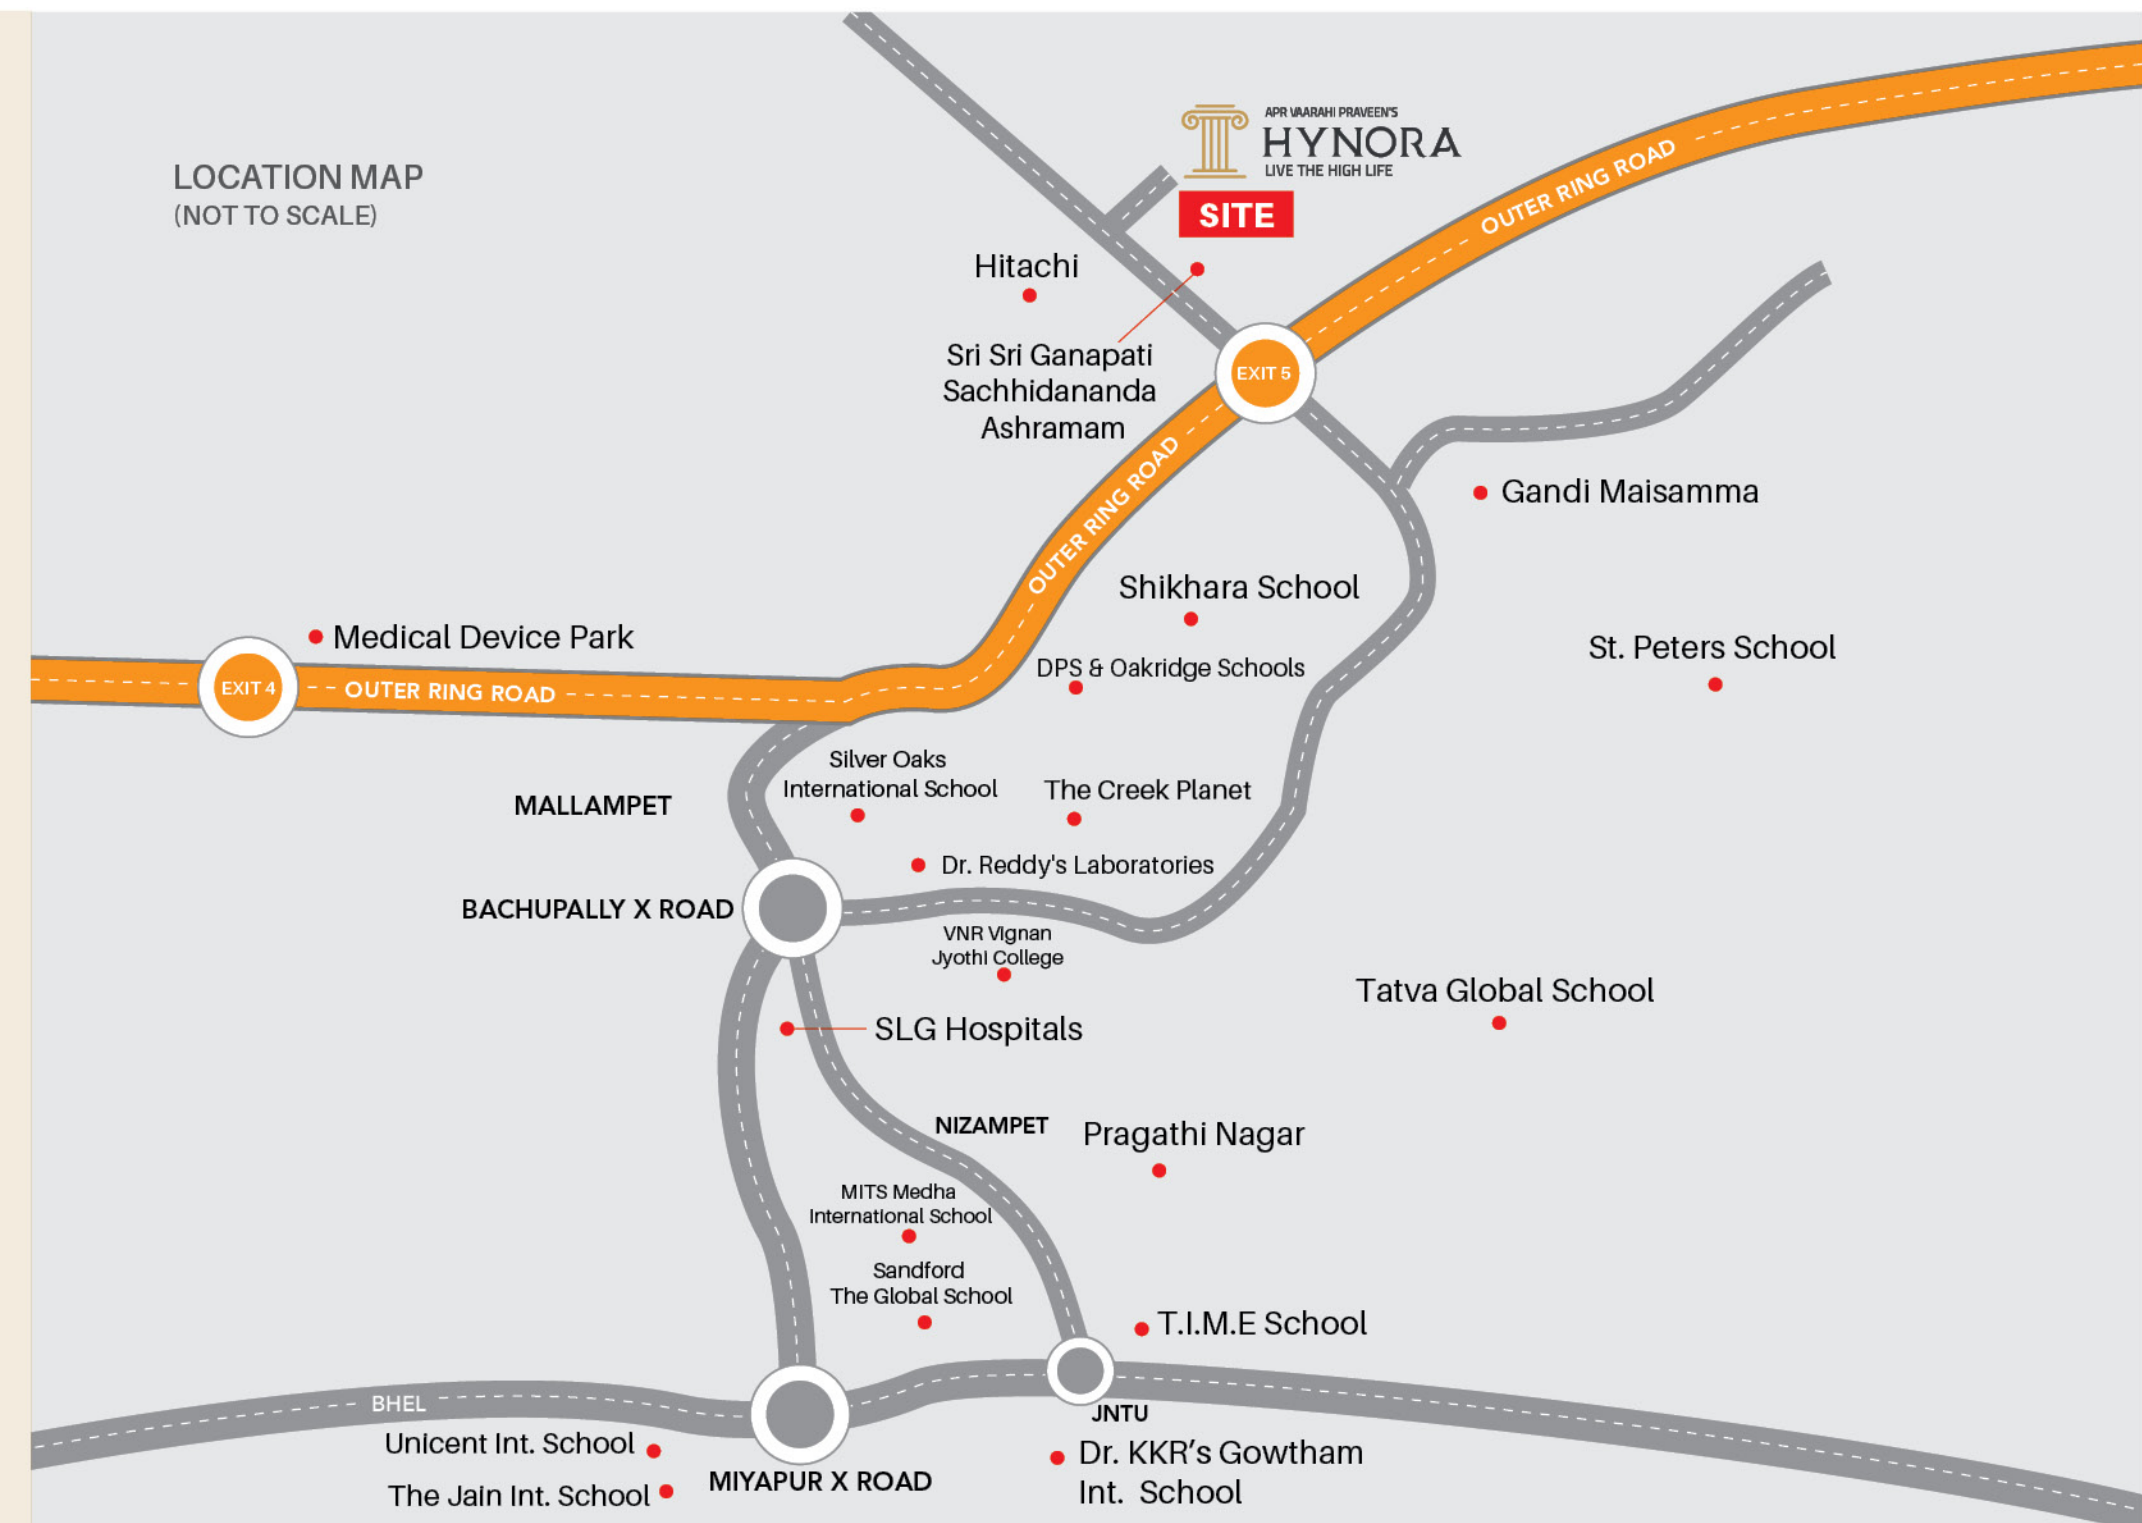 APR VAARAHI PRAVEEN'S
HYNORA
LIVE THE HIGH LIFE
LOCATION MAP
(NOT TO SCALE)
SITE
OUTER RING ROAD
Hitachi
Sri Sri Ganapati
Sachhidananda
Ashramam
EXIT 5
OUTER RING ROAD
Gandi Maisamma
Shikhara School
Medical Device Park
St. Peters School
DPS & Oakridge Schools
EXIT 4
OUTER RING ROAD
Silver Oaks
International School
The Creek Planet
MALLAMPET
Dr. Reddy's Laboratories
BACHUPALLY X ROAD
VNR Vignan
Jyothi College
Tatva Global School
SLG Hospitals
NIZAMPET
Pragathi Nagar
MITS Medha
International School
Sandford
The Global School
T.I.M.E School
BHEL
JNTU
Unicent Int. School
Dr. KKR’s Gowtham
Int. School
MIYAPUR X ROAD
The Jain Int. School